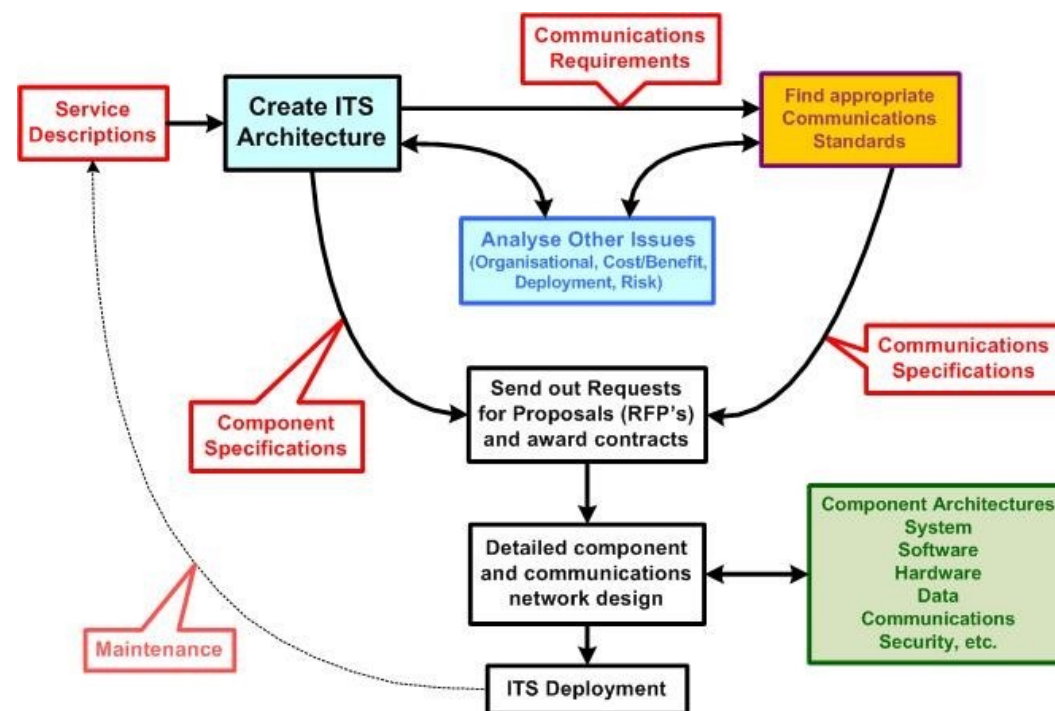 Communications
Requirements
Service
Descriptions
Create ITS
Architecture
Find appropriate
Communications
Standards
Analyse Other Issues
(Organisational, Cost/Benefit,
Deployment, Risk)
Communications
Specifications
Component
Specifications
Send out Requests
for Proposals (RFP's)
and award contracts
Detailed component
and communications
network design
Component Architectures
System
Software
Hardware
Data
Communications
Security, etc.
Maintenance
ITS Deployment